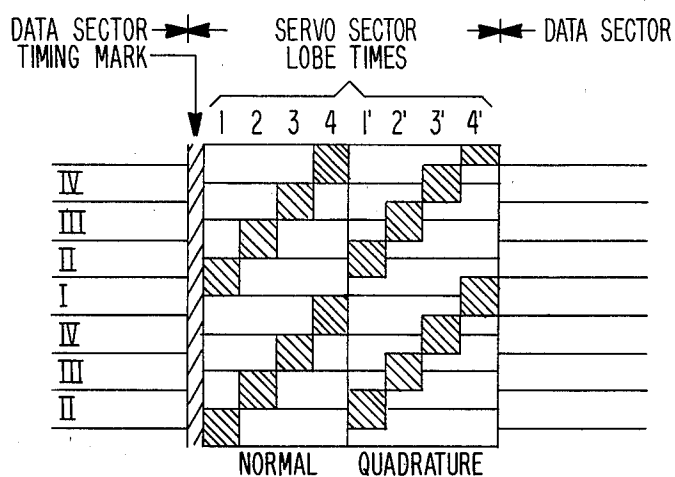 DATA SECTOR
SERVO SECTOR
DATA SECTOR
TIMING MARK
LOBE TIMES
1 2 3 4 1' 2' 3' 4'
IV
III
II
I
IV
III
II
NORMAL QUADRATURE